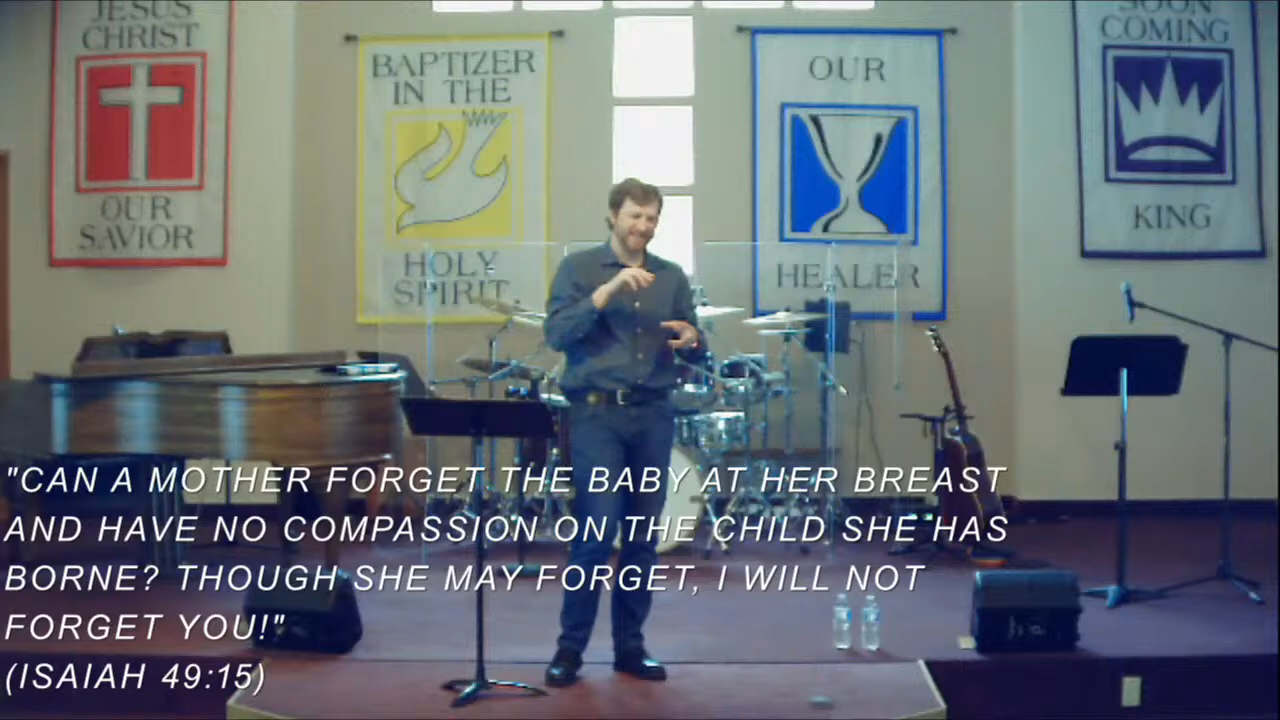 JESUS
CHRIST
OUR
SAVIOR
BAPTIZER
IN THE
HOLY
SPIRIT
OUR
HEALER
SOON
COMING
KING
"CAN A MOTHER FORGET THE BABY AT HER BREAST
AND HAVE NO COMPASSION ON THE CHILD SHE HAS
BORNE? THOUGH SHE MAY FORGET, I WILL NOT
FORGET YOU!"
(ISAIAH 49:15)